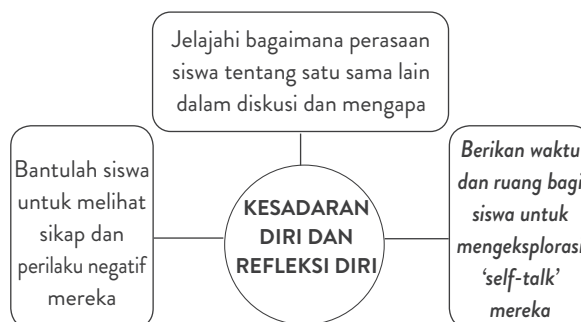 Jelajahi bagaimana perasaan
siswa tentang satu sama lain
dalam diskusi dan mengapa
Bantulah siswa
untuk melihat
sikap dan
perilaku negatif
mereka
KESADARAN
DIRI DAN
REFLEKSI DIRI
Berikan waktu
dan ruang bagi
siswa untuk
mengeksplorasi
‘self-talk’
mereka